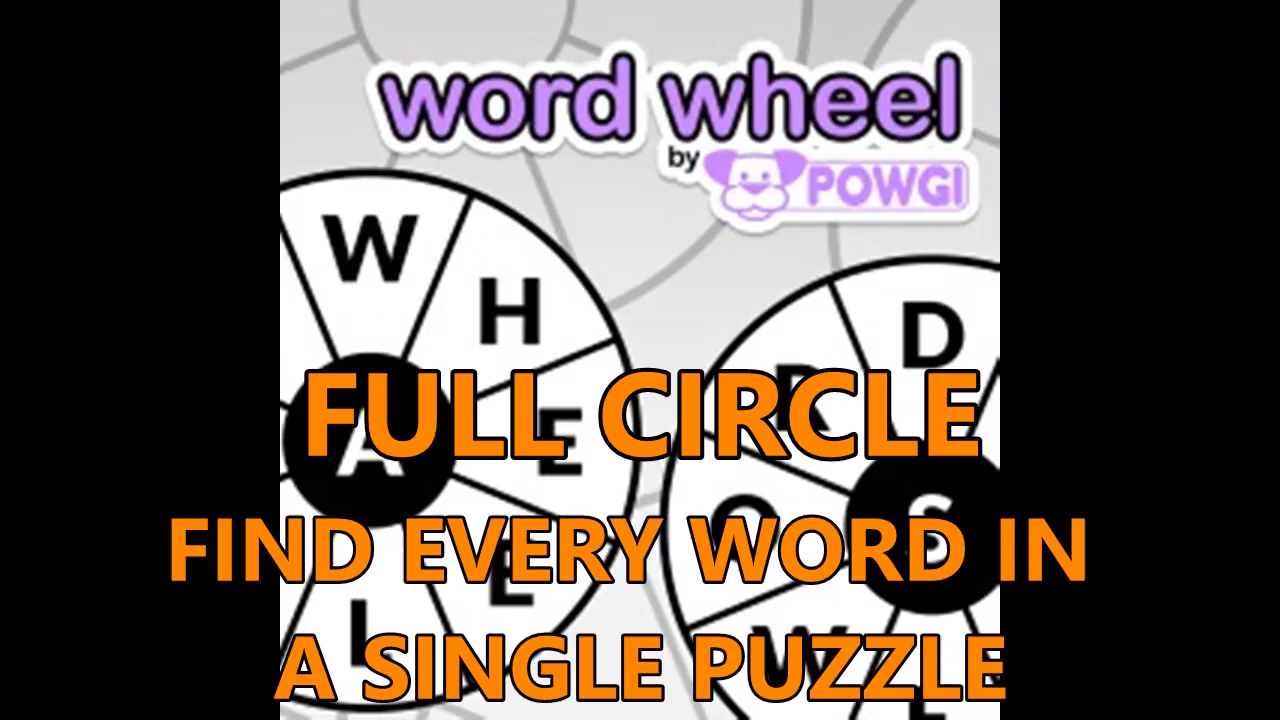 word wheel
by POWGI
W
H
D
R
FULL CIRCLE
A
E
O
S
FIND EVERY WORD IN
E
L
W
A SINGLE PUZZLE